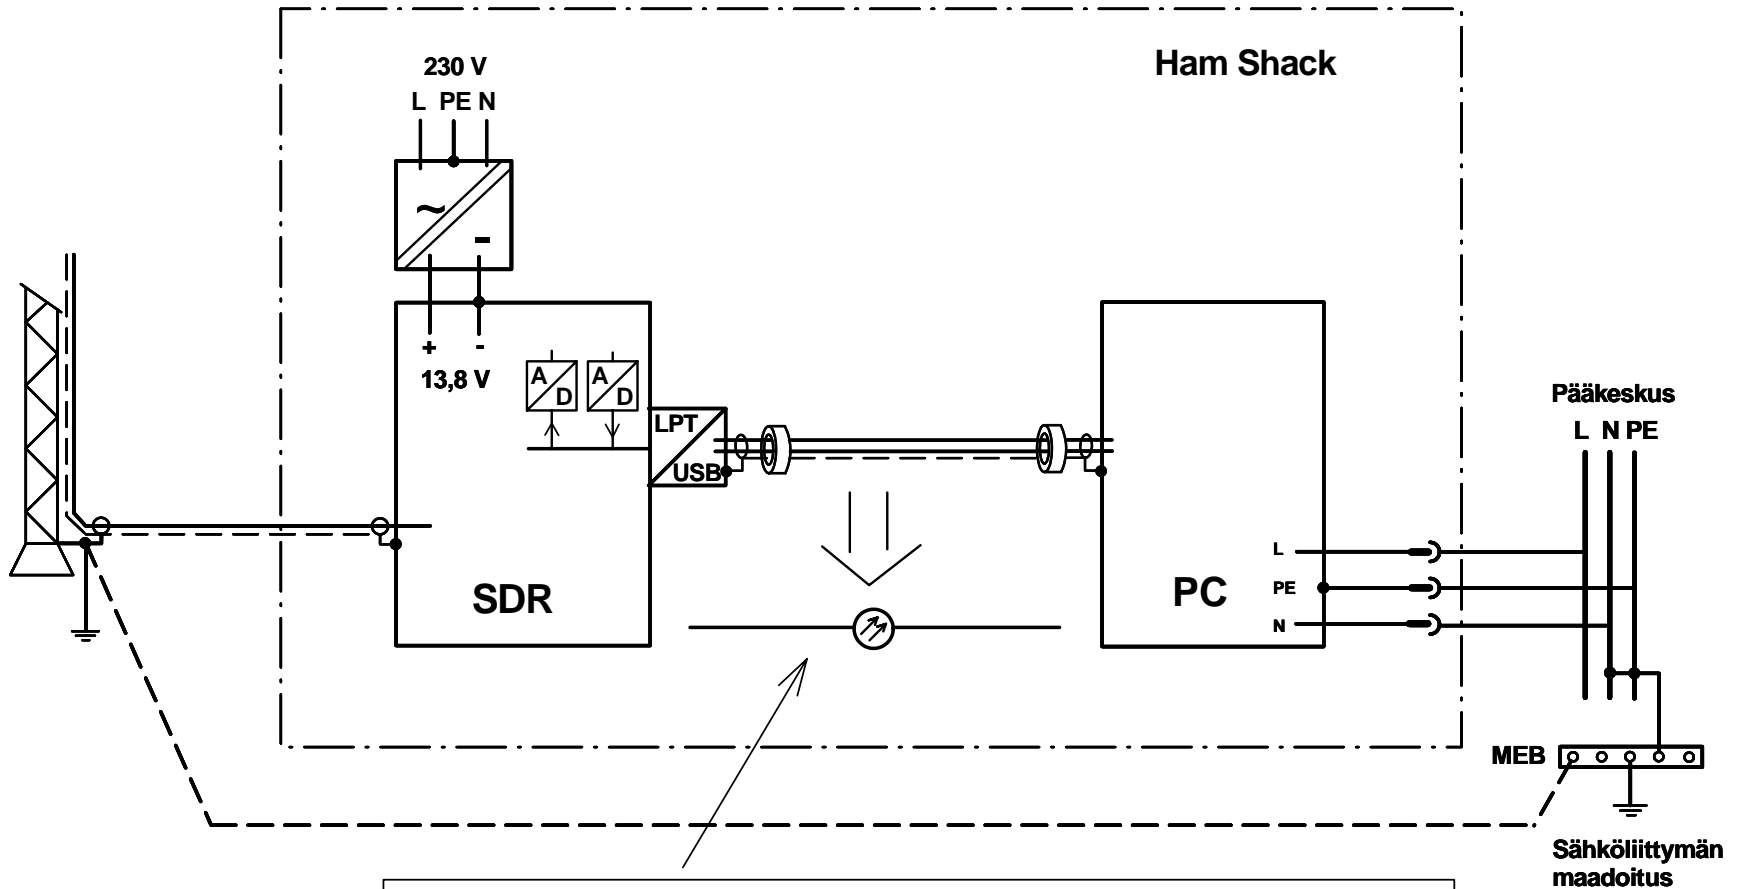 Ham Shack
230 V
L PE N
~
-
+ -
13,8 V
A D
A D
LPT
USB
SDR
PC
L
PE
N
Pääkeskus
L N PE
MEB
Sähköliittymän
maadoitus